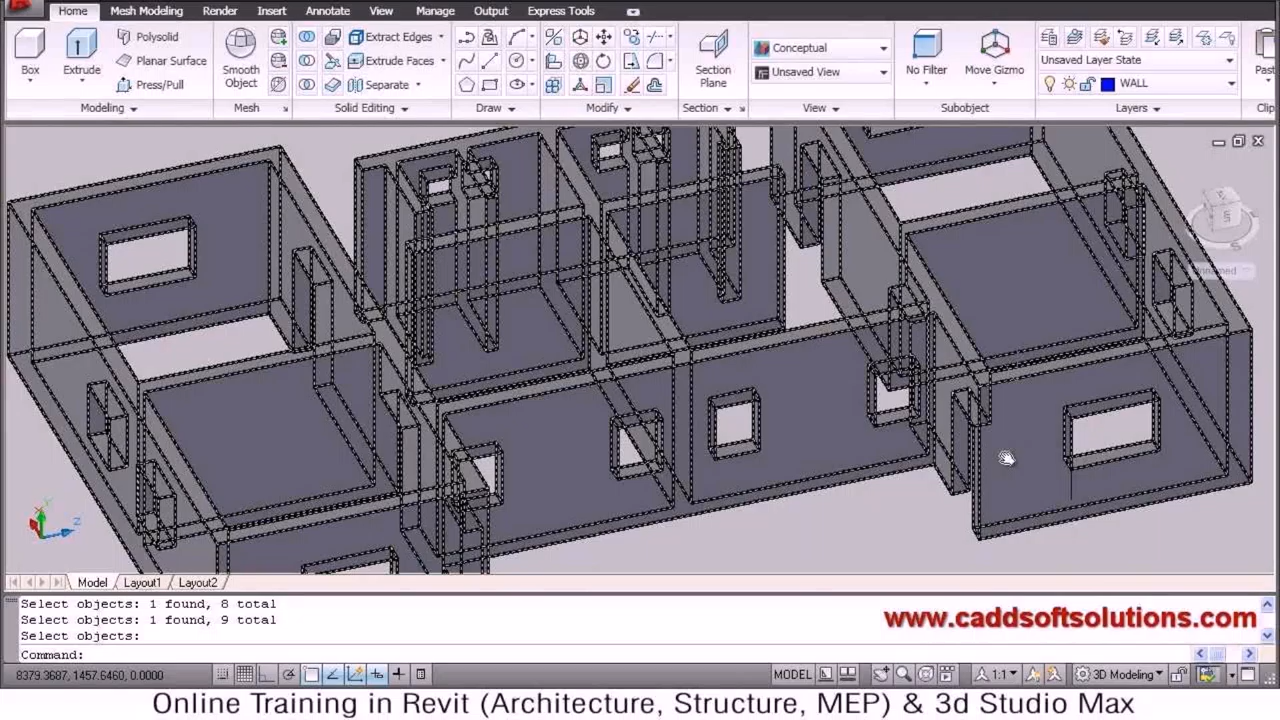 Home Mesh Modeling Render Insert Annotate View Manage Output Express Tools
Box
Extrude
Polysolid
Planar Surface
Press/Pull
Modeling
Smooth Object
Mesh
Extract Edges
Extrude Faces
Separate
Solid Editing
Draw
Modify
Section Plane
Section
Conceptual
Unsaved View
View
No Filter
Move Gizmo
Subobject
Unsaved Layer State
WALL
Layers
Past
Clip
Unnamed
Z
Model Layout1 Layout2
Select objects: 1 found, 8 total
Select objects: 1 found, 9 total
Select objects:
Command:
www.caddsoftsolutions.com
8379.3687, 1457.6460, 0.0000
MODEL
1:1
3D Modeling
Online Training in Revit (Architecture, Structure, MEP) & 3d Studio Max